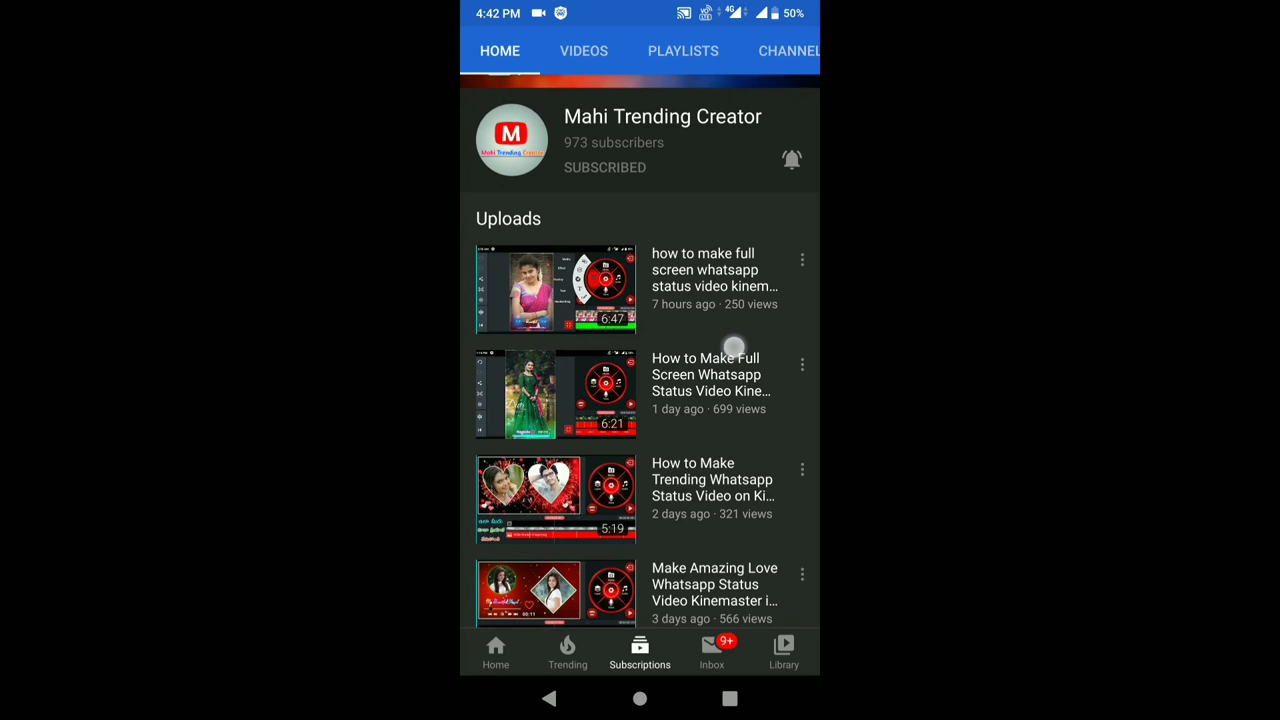 4:42 PM
4G
50%
HOME
VIDEOS
PLAYLISTS
CHANNEL
M
Mahi Trending Creator
Mahi Trending Creator
973 subscribers
SUBSCRIBED
Uploads
6:47
how to make full
screen whatsapp
status video kinem...
7 hours ago · 250 views
6:21
How to Make Full
Screen Whatsapp
Status Video Kine...
1 day ago · 699 views
5:19
How to Make
Trending Whatsapp
Status Video on Ki...
2 days ago · 321 views
Make Amazing Love
Whatsapp Status
Video Kinemaster i...
3 days ago · 566 views
Home
Trending
Subscriptions
9+
Inbox
Library